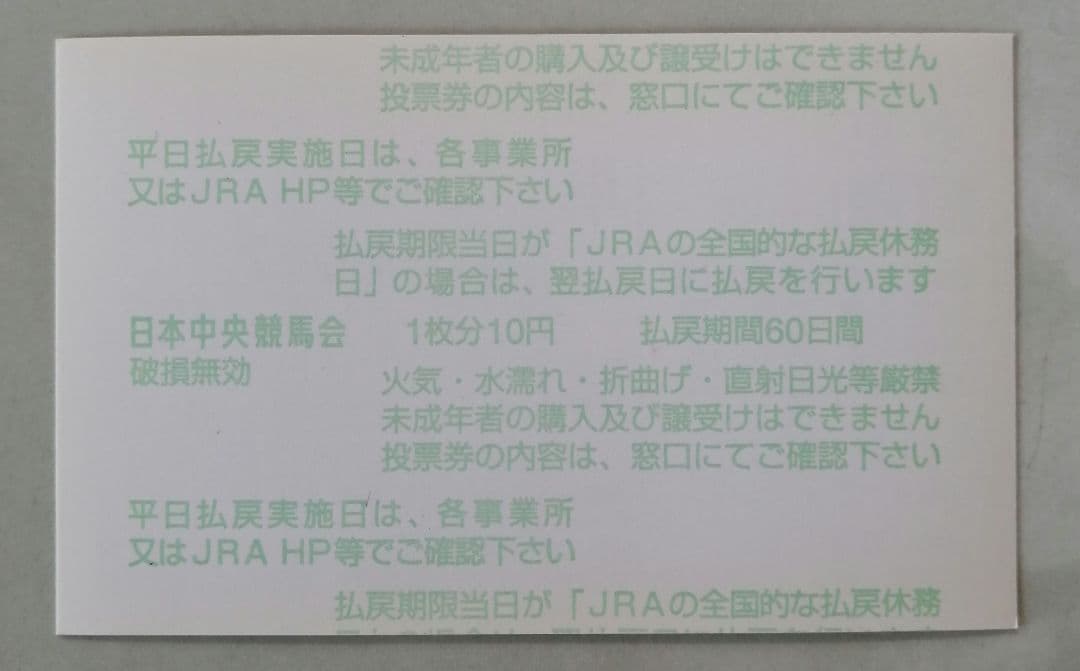 未成年者の購入及び譲受けはできません
投票券の内容は、窓口にてご確認下さい
平日払戻実施日は、各事業所
又はJRA HP等でご確認下さい
払戻期限当日が「JRAの全国的な払戻休務
日」の場合は、翌払戻日に払戻を行います
日本中央競馬会 1枚分10円 払戻期間60日間
破損無効
火気・水濡れ・折曲げ・直射日光等厳禁
未成年者の購入及び譲受けはできません
投票券の内容は、窓口にてご確認下さい
平日払戻実施日は、各事業所
又はJRA HP等でご確認下さい
払戻期限当日が「JRAの全国的な払戻休務